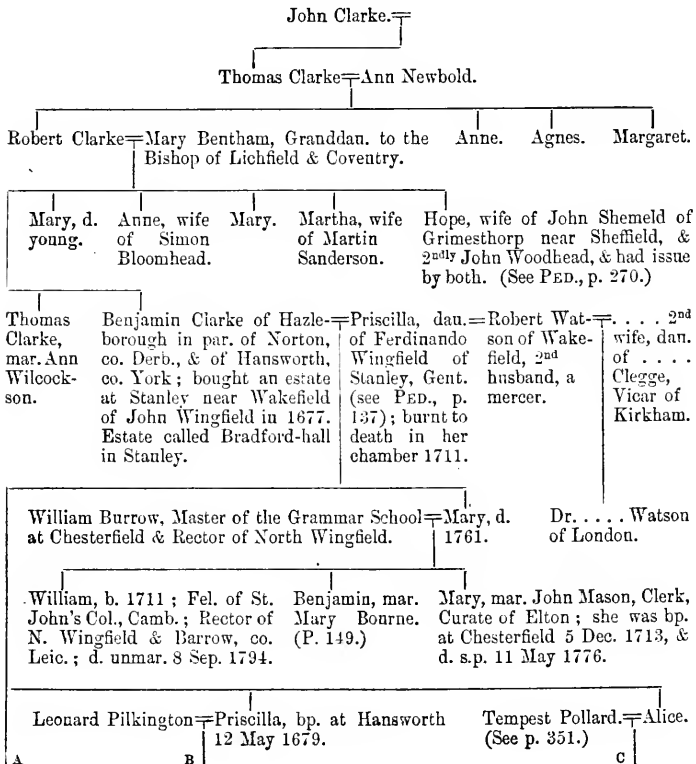 John Clarke.
Thomas Clarke=Ann Newbold.
Robert Clarke=Mary Bentham, Granddau. to the
Bishop of Lichfield & Coventry.
Anne.
Agnes.
Margaret.
Mary, d.
young.
Anne, wife
of Simon
Bloomhead.
Mary.
Martha, wife
of Martin
Sanderson.
Hope, wife of John Shemeld of
Grimesthorp near Sheffield, &
2ndly John Woodhead, & had issue
by both. (See PED., p. 270.)
Thomas
Clarke,
mar. Ann
Wilcock-
son.
Benjamin Clarke of Hazle-
borough in par. of Norton,
co. Derb., & of Hansworth,
co. York; bought an estate
at Stanley near Wakefield
of John Wingfield in 1677.
Estate called Bradford-hall
in Stanley.
=Priscilla, dau.
of Ferdinando
Wingfield of
Stanley, Gent.
(see PED., p.
137); burnt to
death in her
chamber 1711.
=Robert Wat-
son of Wake-
field, 2nd
husband, a
mercer.
=. . . . 2nd
wife, dau.
of . . . .
Clegge,
Vicar of
Kirkham.
William Burrow, Master of the Grammar School
at Chesterfield & Rector of North Wingfield.
=Mary, d.
1761.
Dr. . . . . Watson
of London.
William, b. 1711; Fel. of St.
John's Col., Camb.; Rector of
N. Wingfield & Barrow, co.
Leic.; d. unmar. 8 Sep. 1794.
Benjamin, mar.
Mary Bourne.
(P. 149.)
Mary, mar. John Mason, Clerk,
Curate of Elton; she was bp.
at Chesterfield 5 Dec. 1713, &
d. s.p. 11 May 1776.
Leonard Pilkington=Priscilla, bp. at Hansworth
12 May 1679.
Tempest Pollard.=Alice.
(See p. 351.)
A
B
C